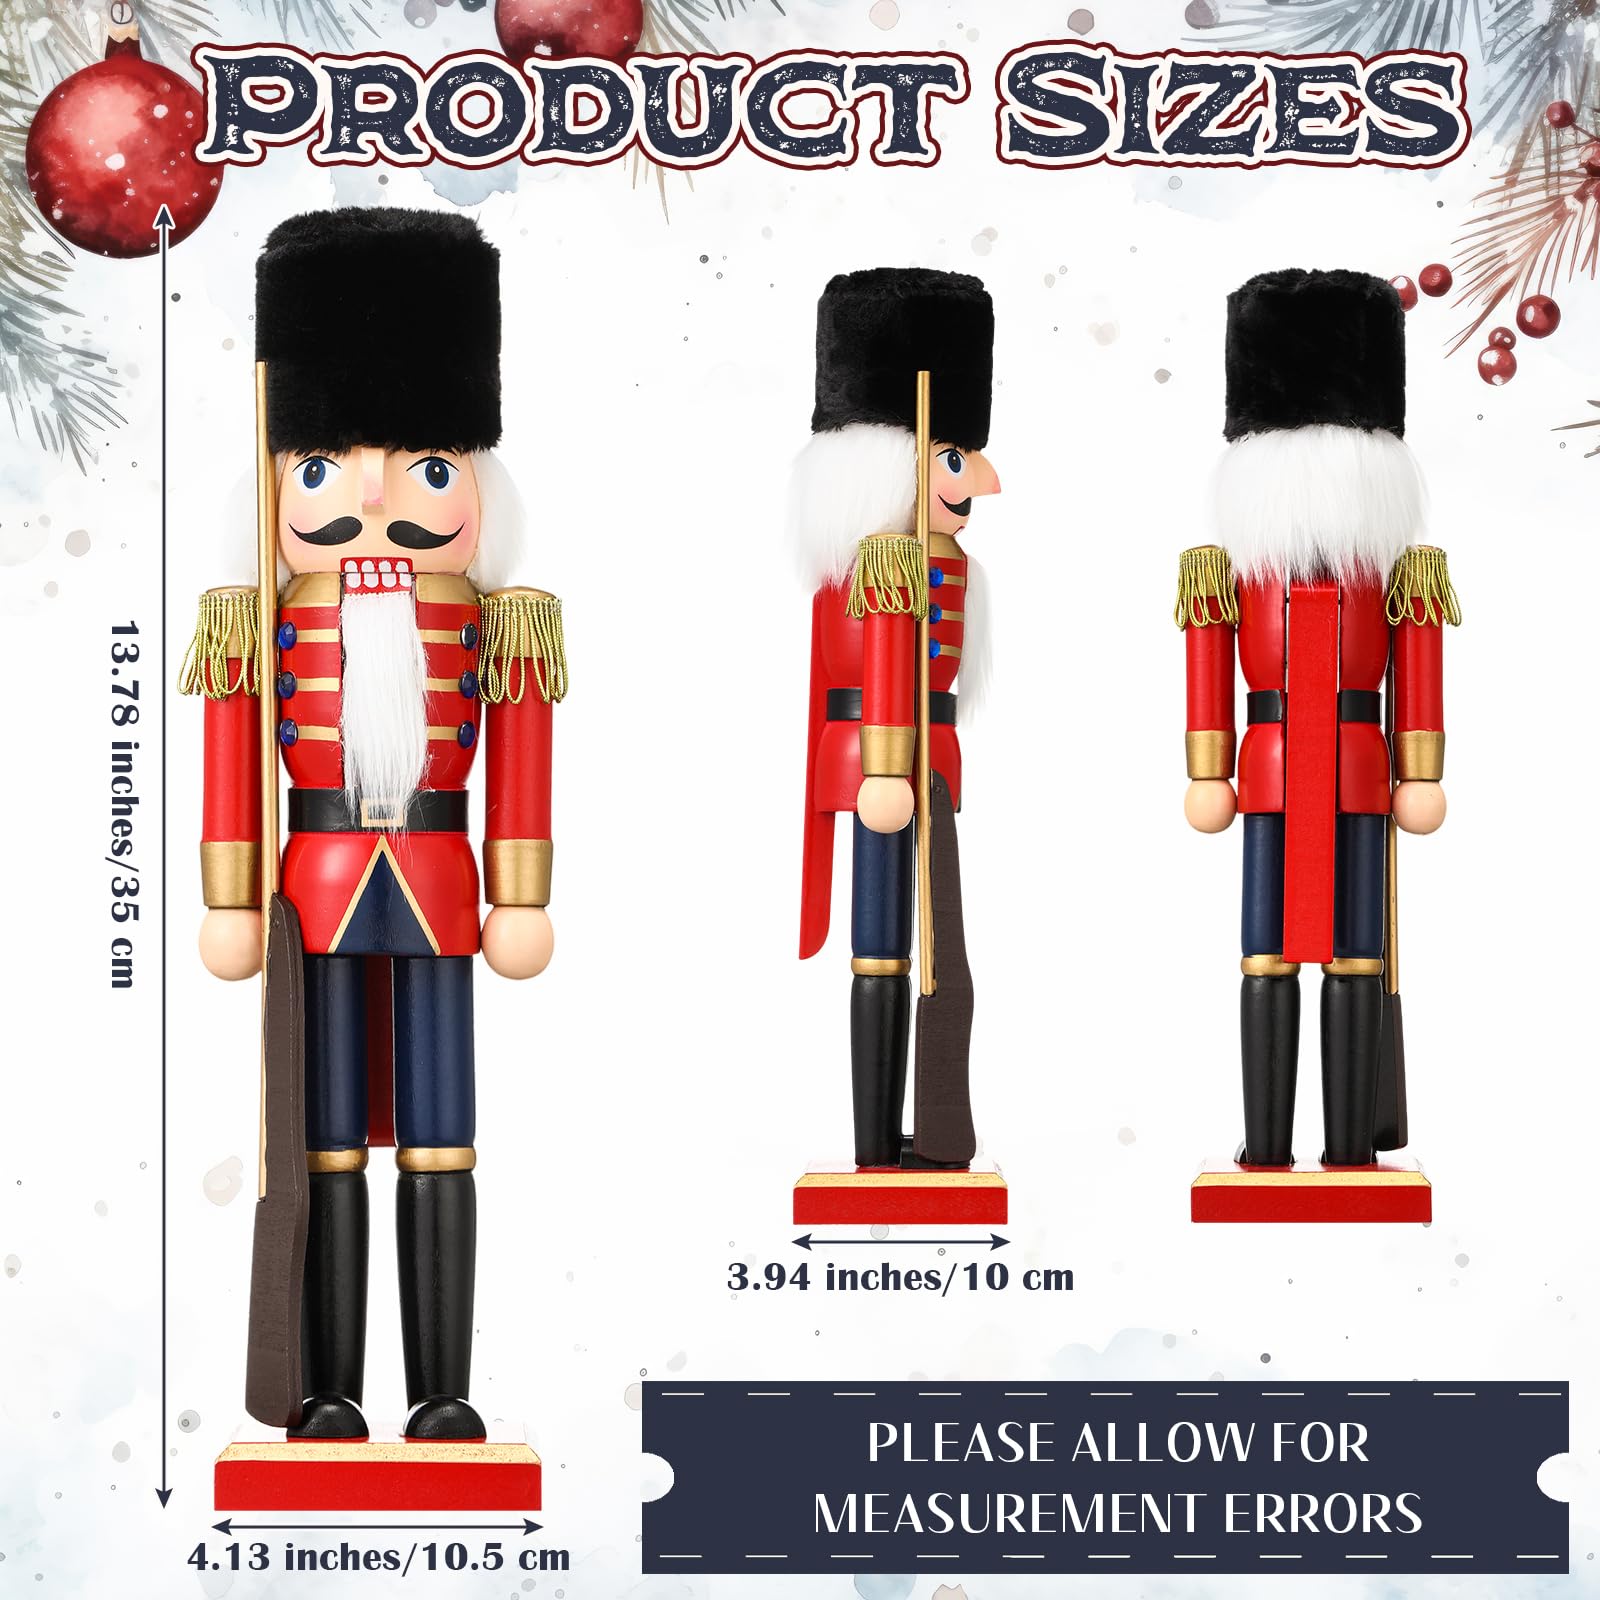 PRODUCT SIZES
13.78 inches/35 cm
3.94 inches/10 cm
4.13 inches/10.5 cm
PLEASE ALLOW FOR
MEASUREMENT ERRORS